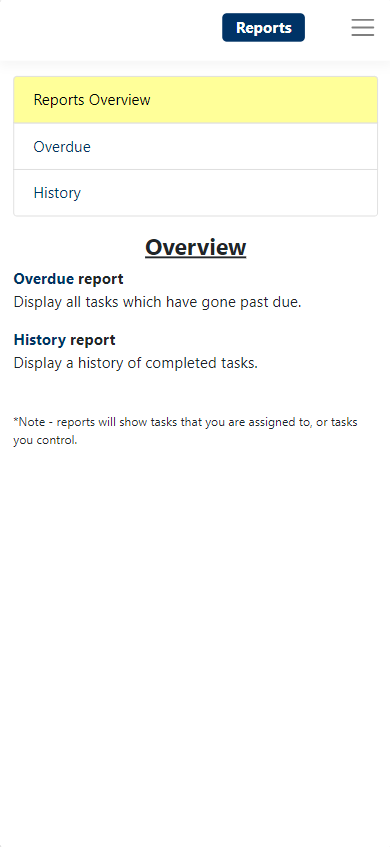 Reports
Reports Overview
Overdue
History
Overview
Overdue report
Display all tasks which have gone past due.
History report
Display a history of completed tasks.
*Note - reports will show tasks that you are assigned to, or tasks
you control.